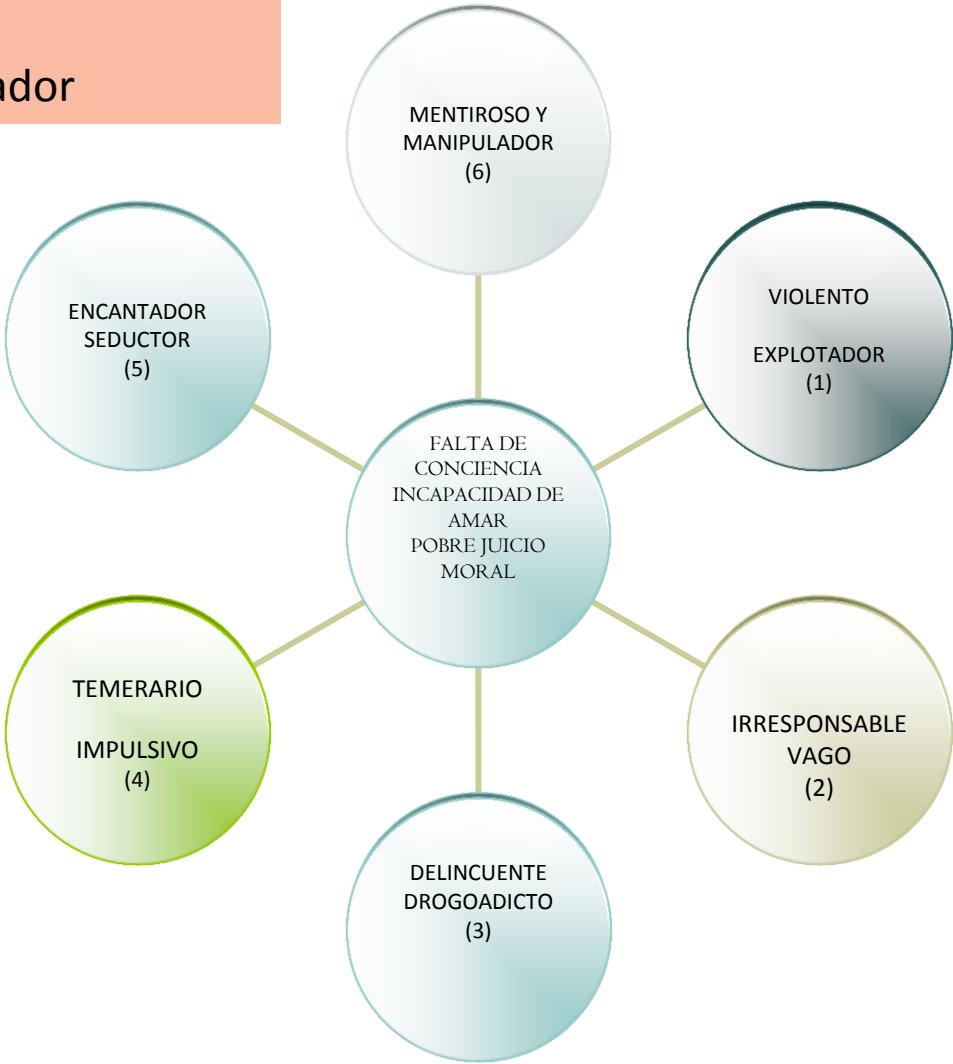 ador
MENTIROSO Y
MANIPULADOR
(6)
VIOLENTO
EXPLOTADOR
(1)
IRRESPONSABLE
VAGO
(2)
DELINCUENTE
DROGOADICTO
(3)
TEMERARIO
IMPULSIVO
(4)
ENCANTADOR
SEDUCTOR
(5)
FALTA DE
CONCIENCIA
INCAPACIDAD DE
AMAR
POBRE JUICIO
MORAL